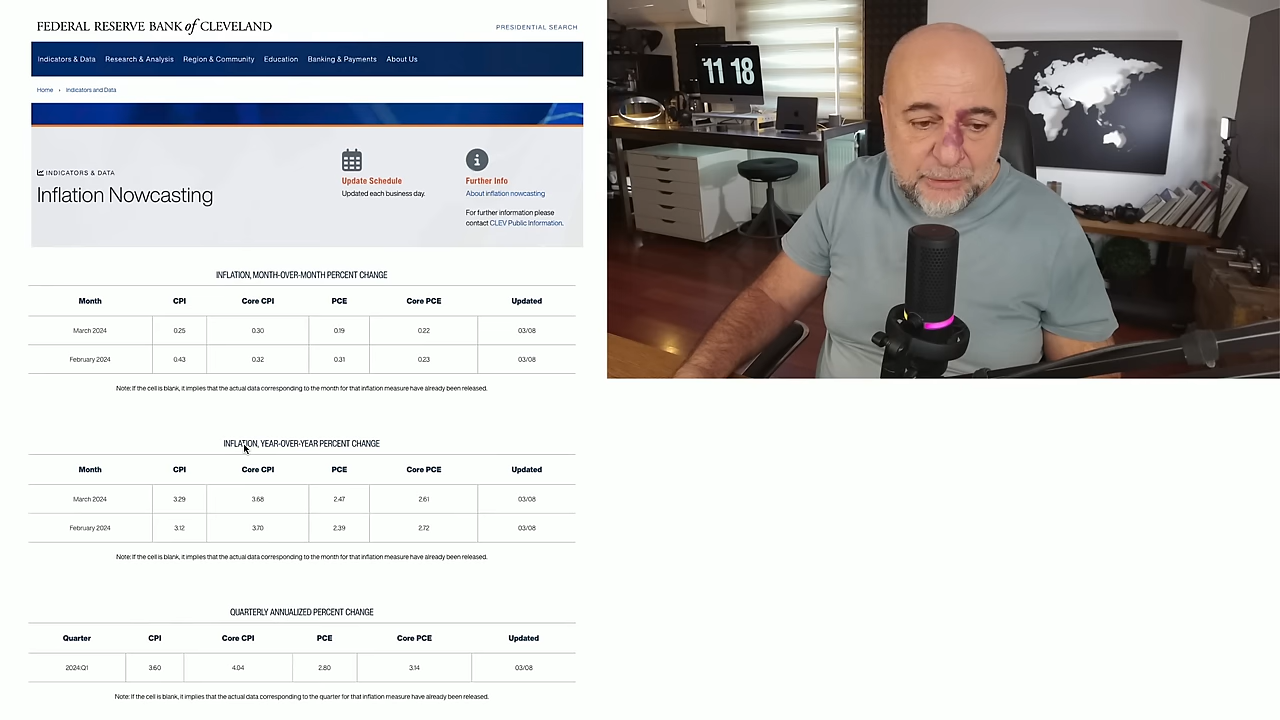 FEDERAL RESERVE BANK of CLEVELAND
PRESIDENTIAL SEARCH
Indicators & Data Research & Analysis Region & Community Education Banking & Payments About Us
Home › Indicators and Data
INDICATORS & DATA
Inflation Nowcasting
Update Schedule
Updated each business day.
Further Info
About inflation nowcasting
For further information please
contact CLEV Public Information.
INFLATION, MONTH-OVER-MONTH PERCENT CHANGE
Month CPI Core CPI PCE Core PCE Updated
March 2024 0.25 0.30 0.19 0.22 03/08
February 2024 0.43 0.32 0.31 0.23 03/08
Note: If the cell is blank, it implies that the actual data corresponding to the month for that inflation measure have already been released.
INFLATION, YEAR-OVER-YEAR PERCENT CHANGE
Month CPI Core CPI PCE Core PCE Updated
March 2024 3.29 3.68 2.47 2.61 03/08
February 2024 3.12 3.70 2.39 2.72 03/08
Note: If the cell is blank, it implies that the actual data corresponding to the month for that inflation measure have already been released.
QUARTERLY ANNUALIZED PERCENT CHANGE
Quarter CPI Core CPI PCE Core PCE Updated
2024:Q1 3.60 4.04 2.80 3.14 03/08
Note: If the cell is blank, it implies that the actual data corresponding to the quarter for that inflation measure have already been released.
11 18